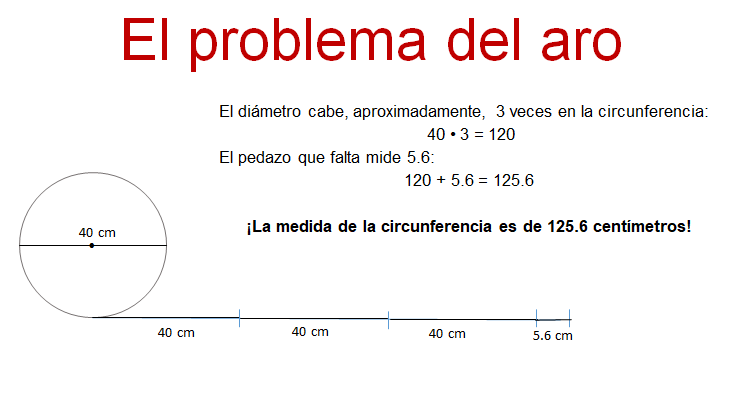 El problema del aro
El diámetro cabe, aproximadamente, 3 veces en la circunferencia:
40 • 3 = 120
El pedazo que falta mide 5.6:
120 + 5.6 = 125.6
¡La medida de la circunferencia es de 125.6 centímetros!
40 cm
40 cm
40 cm
40 cm
5.6 cm